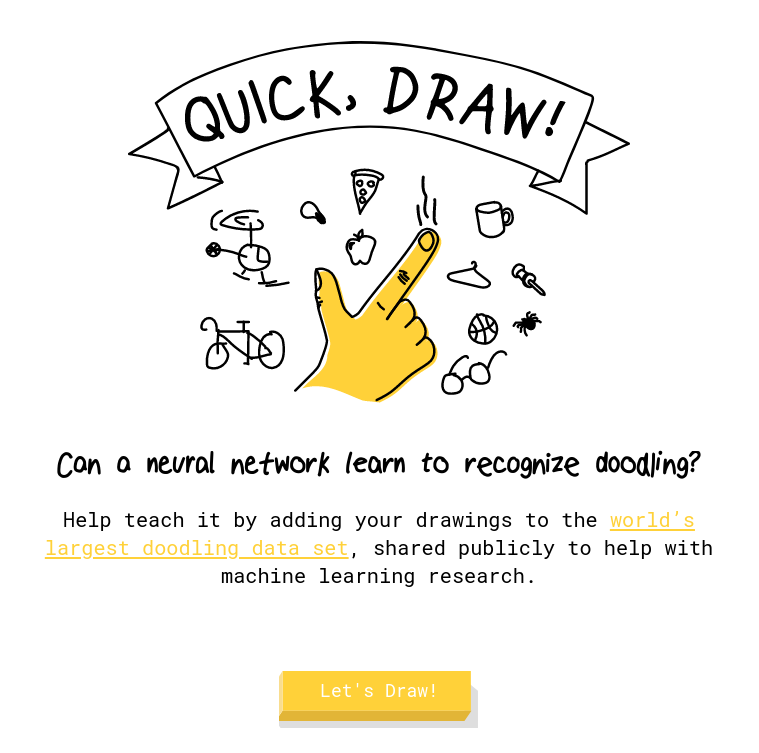 QUICK, DRAW!
Can a neural network learn to recognize doodling?
Help teach it by adding your drawings to the world’s
largest doodling data set, shared publicly to help with
machine learning research.
Let's Draw!